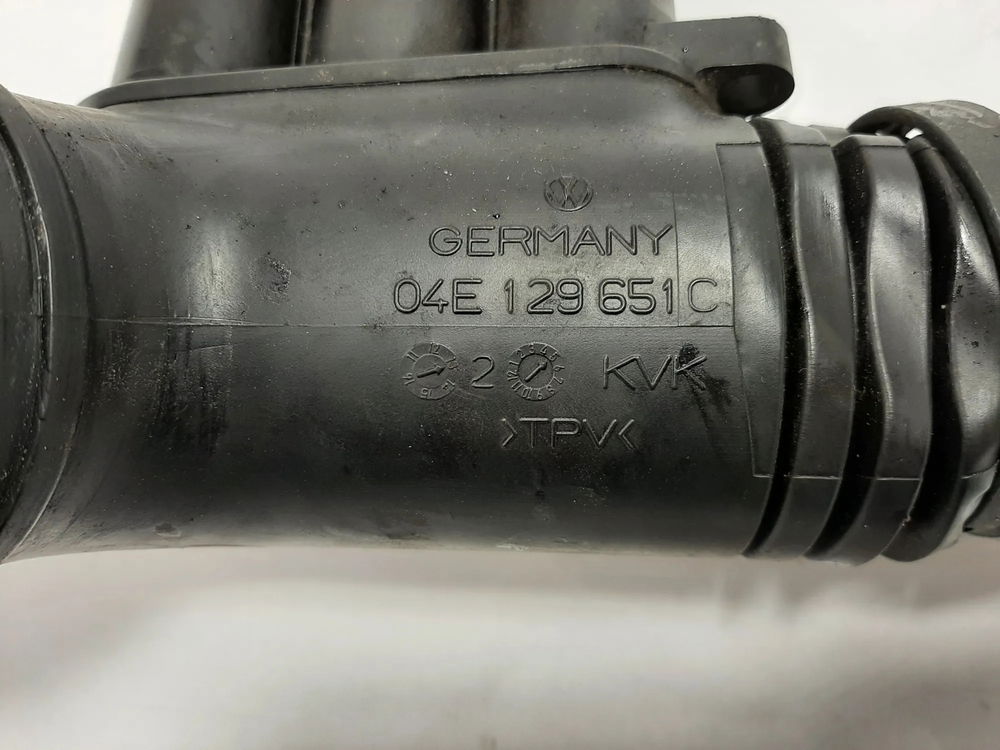 GERMANY
04E 129 651 C
2 KVK
>TPV<